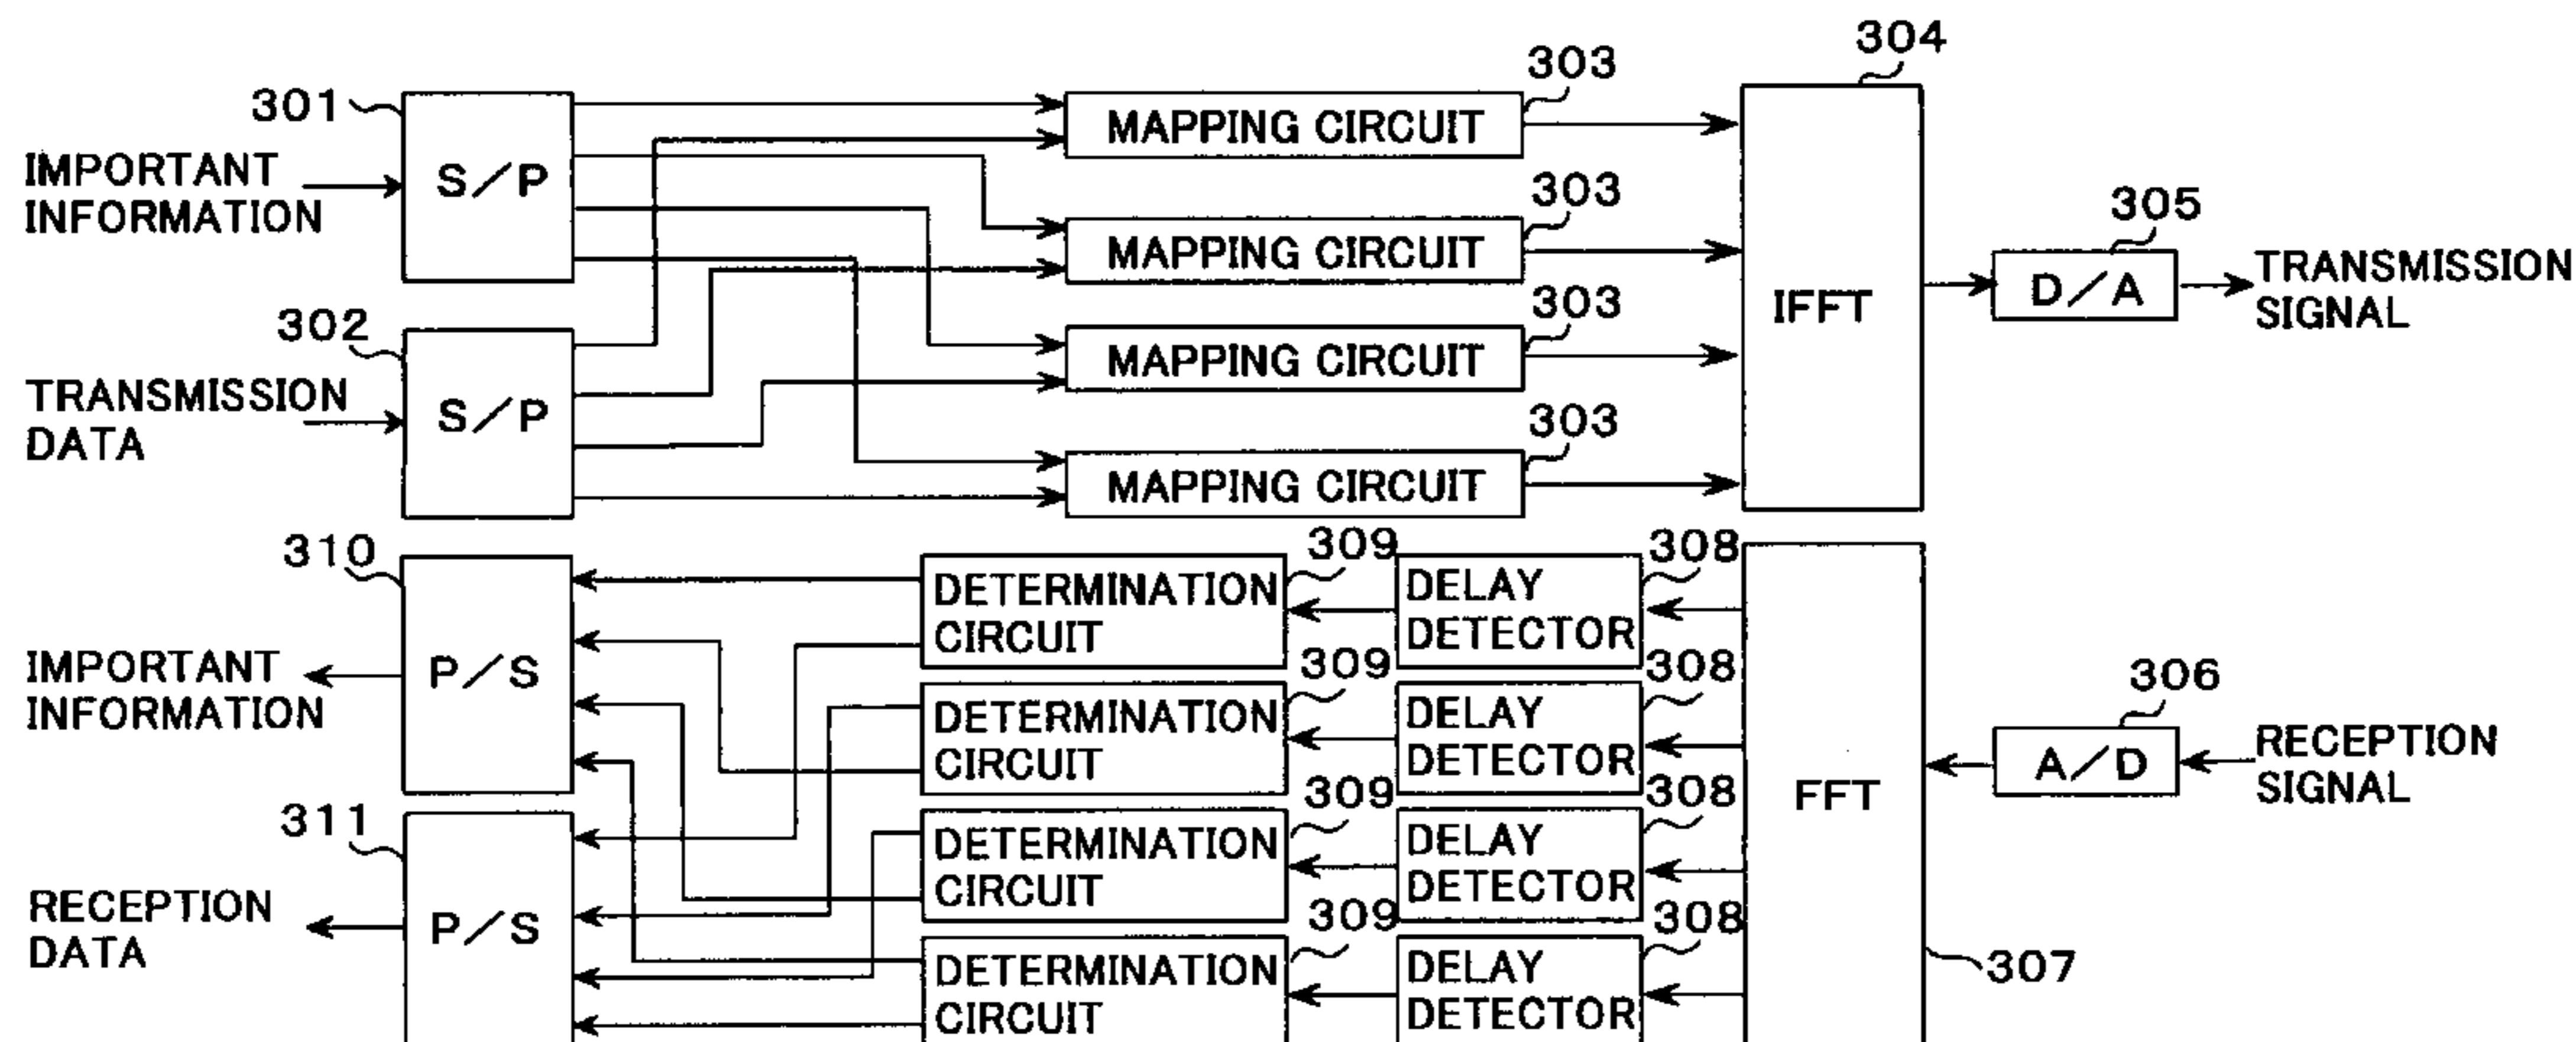 304
303
301
MAPPING CIRCUIT
IMPORTANT
INFORMATION
S/P
303
MAPPING CIRCUIT
305
D/A
TRANSMISSION
SIGNAL
IFFT
303
MAPPING CIRCUIT
302
TRANSMISSION
DATA
S/P
303
MAPPING CIRCUIT
310
309
308
DETERMINATION
CIRCUIT
DELAY
DETECTOR
IMPORTANT
INFORMATION
P/S
309
308
DETERMINATION
CIRCUIT
DELAY
DETECTOR
306
A/D
RECEPTION
SIGNAL
FFT
311
309
308
DETERMINATION
CIRCUIT
DELAY
DETECTOR
RECEPTION
DATA
P/S
309
308
DETERMINATION
CIRCUIT
DELAY
DETECTOR
307